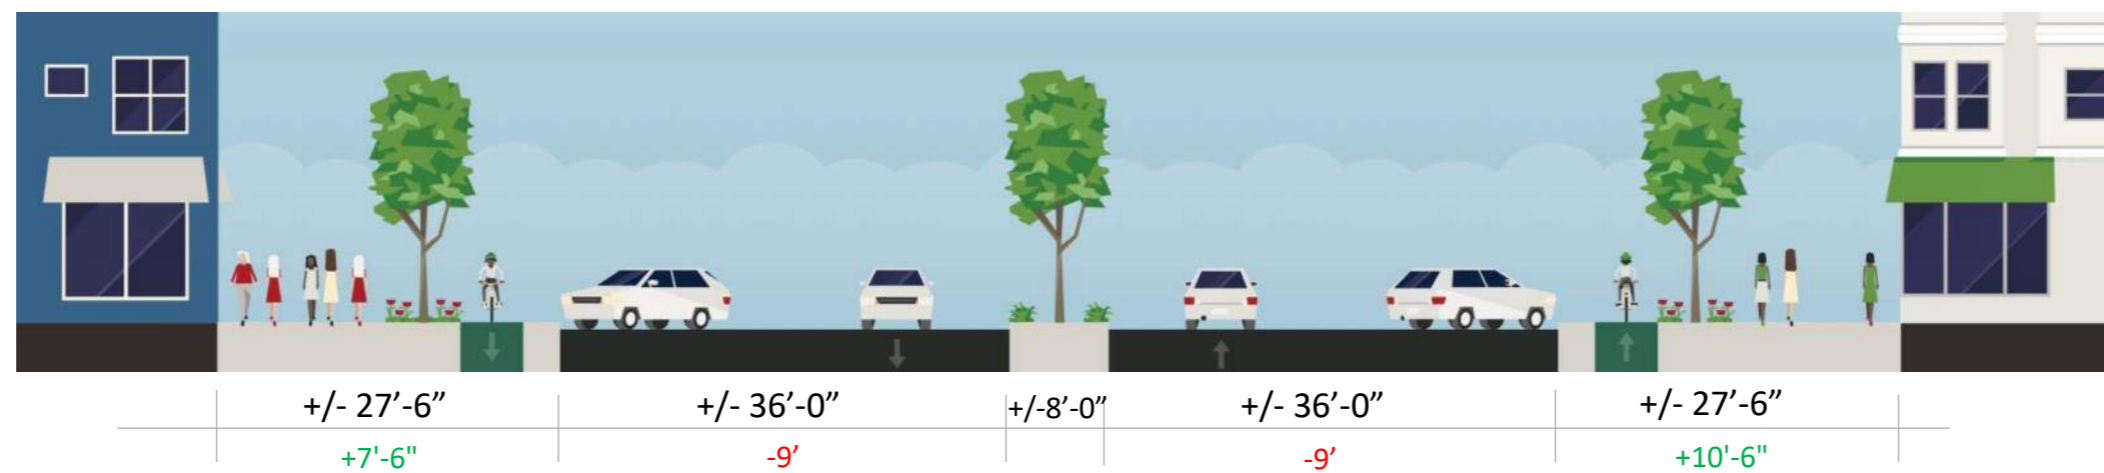 +/- 27’-6” +/- 36’-0” +/-8’-0” +/- 36’-0” +/- 27’-6”
+7'-6" -9’ -9’ +10'-6"